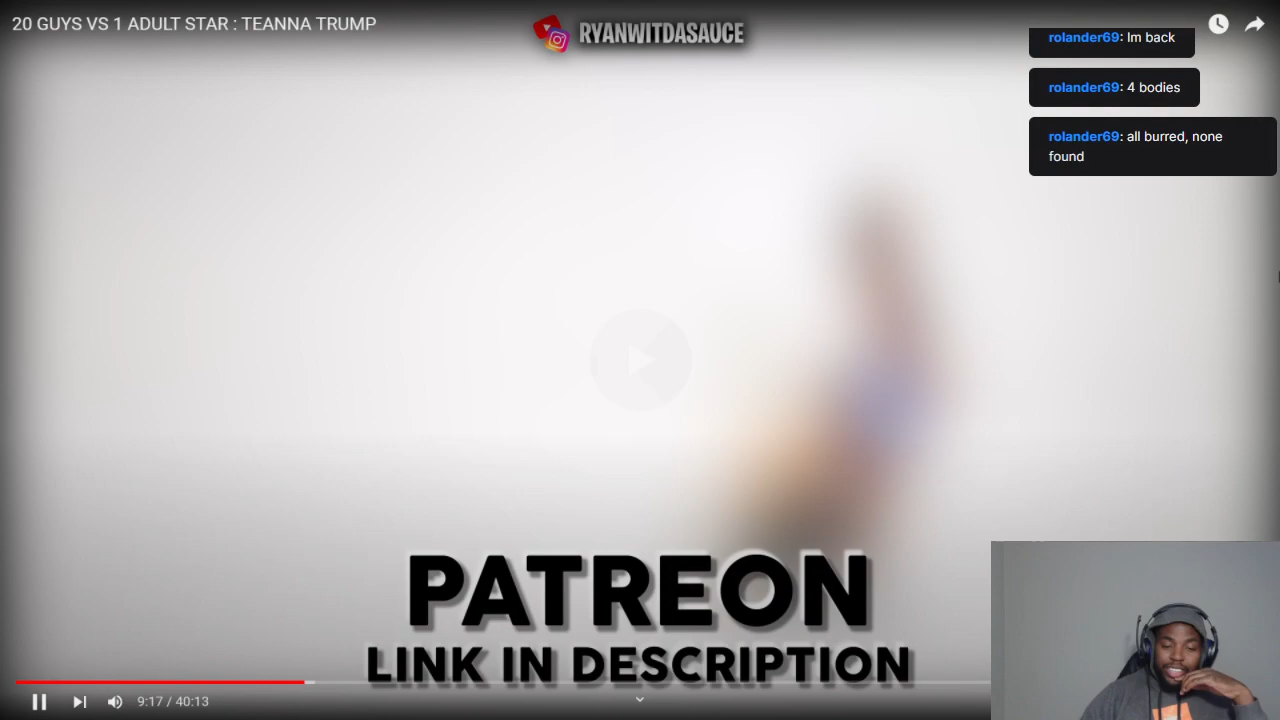 20 GUYS VS 1 ADULT STAR : TEANNA TRUMP
RYANWITDASAUCE
rolander69: Im back
rolander69: 4 bodies
rolander69: all burred, none
found
PATREON
LINK IN DESCRIPTION
9:17 / 40:13